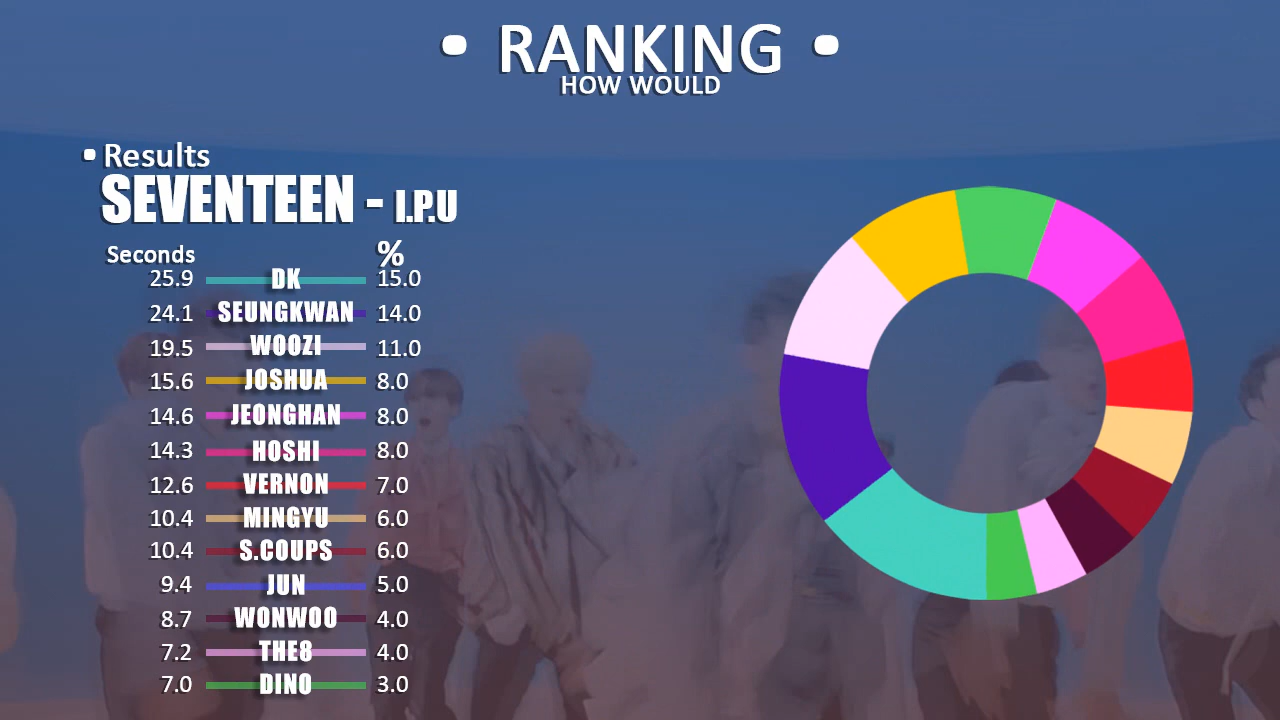 • RANKING •
HOW WOULD
• Results
SEVENTEEN - I.P.U
Seconds %
25.9 DK 15.0
24.1 SEUNGKWAN 14.0
19.5 WOOZI 11.0
15.6 JOSHUA 8.0
14.6 JEONGHAN 8.0
14.3 HOSHI 8.0
12.6 VERNON 7.0
10.4 MINGYU 6.0
10.4 S.COUPS 6.0
9.4 JUN 5.0
8.7 WONWOO 4.0
7.2 THE8 4.0
7.0 DINO 3.0